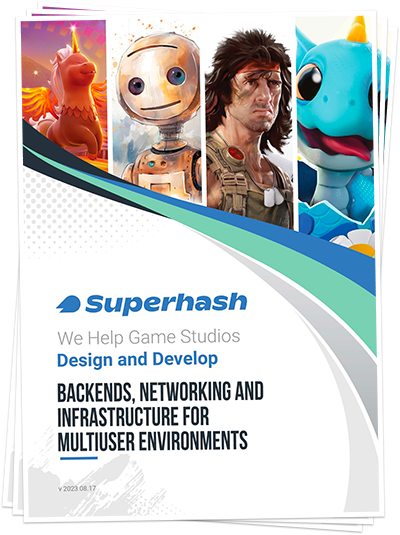 Superhash
We Help Game Studios
Design and Develop
BACKENDS, NETWORKING AND
INFRASTRUCTURE FOR
MULTIUSER ENVIRONMENTS
v 2023.08.17